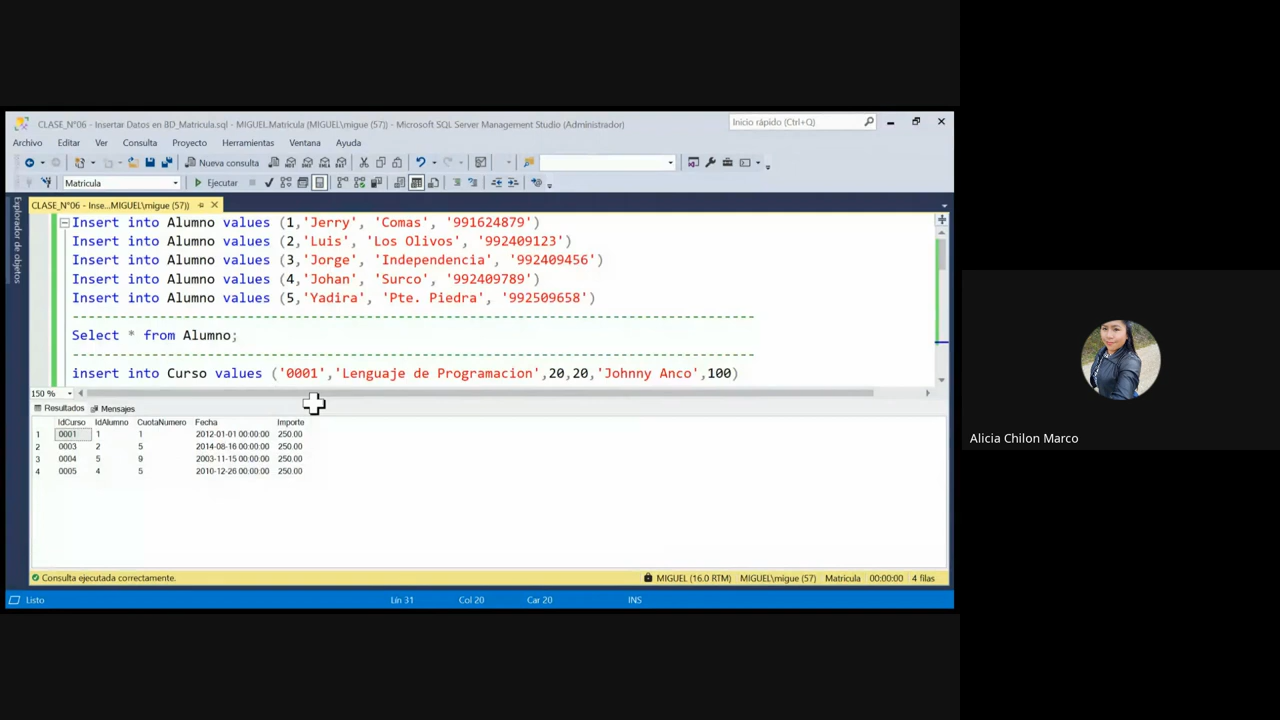 CLASE_N°06 - Insertar Datos en BD_Matricula.sql - MIGUEL.Matricula (MIGUEL\migue (57)) - Microsoft SQL Server Management Studio (Administrador)
Inicio rápido (Ctrl+Q)
Archivo Editar Ver Consulta Proyecto Herramientas Ventana Ayuda
Nueva consulta
Matricula Ejecutar
CLASE_N°06 - Inse...MIGUEL\migue (57))
Explorador de objetos
Insert into Alumno values (1,'Jerry', 'Comas', '991624879')
Insert into Alumno values (2,'Luis', 'Los Olivos', '992409123')
Insert into Alumno values (3,'Jorge', 'Independencia', '992409456')
Insert into Alumno values (4,'Johan', 'Surco', '992409789')
Insert into Alumno values (5,'Yadira', 'Pte. Piedra', '992509658')
Select * from Alumno;
insert into Curso values ('0001','Lenguaje de Programacion',20,20,'Johnny Anco',100)
150 %
Resultados Mensajes
IdCurso IdAlumno CuotaNumero Fecha Importe
1 0001 1 1 2012-01-01 00:00:00 250.00
2 0003 2 5 2014-08-16 00:00:00 250.00
3 0004 5 9 2003-11-15 00:00:00 250.00
4 0005 4 5 2010-12-26 00:00:00 250.00
Consulta ejecutada correctamente. MIGUEL (16.0 RTM) MIGUEL\migue (57) Matricula 00:00:00 4 filas
Listo Lín 31 Col 20 Car 20 INS
Alicia Chilon Marco